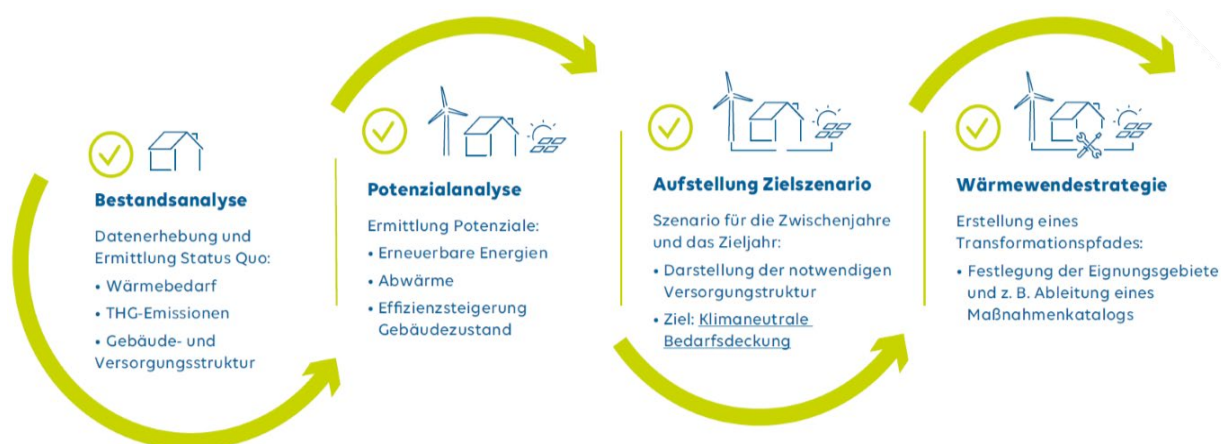 Bestandsanalyse
Datenerhebung und
Ermittlung Status Quo:
• Wärmebedarf
• THG-Emissionen
• Gebäude- und
Versorgungsstruktur
Potenzialanalyse
Ermittlung Potenziale:
• Erneuerbare Energien
• Abwärme
• Effizienzsteigerung
Gebäudezustand
Aufstellung Zielszenario
Szenario für die Zwischenjahre
und das Zieljahr:
• Darstellung der notwendigen
Versorgungstruktur
• Ziel: Klimaneutrale
Bedarfsdeckung
Wärmewendestrategie
Erstellung eines
Transformationspfades:
• Festlegung der Eignungsgebiete
und z. B. Ableitung eines
Maßnahmenkatalogs